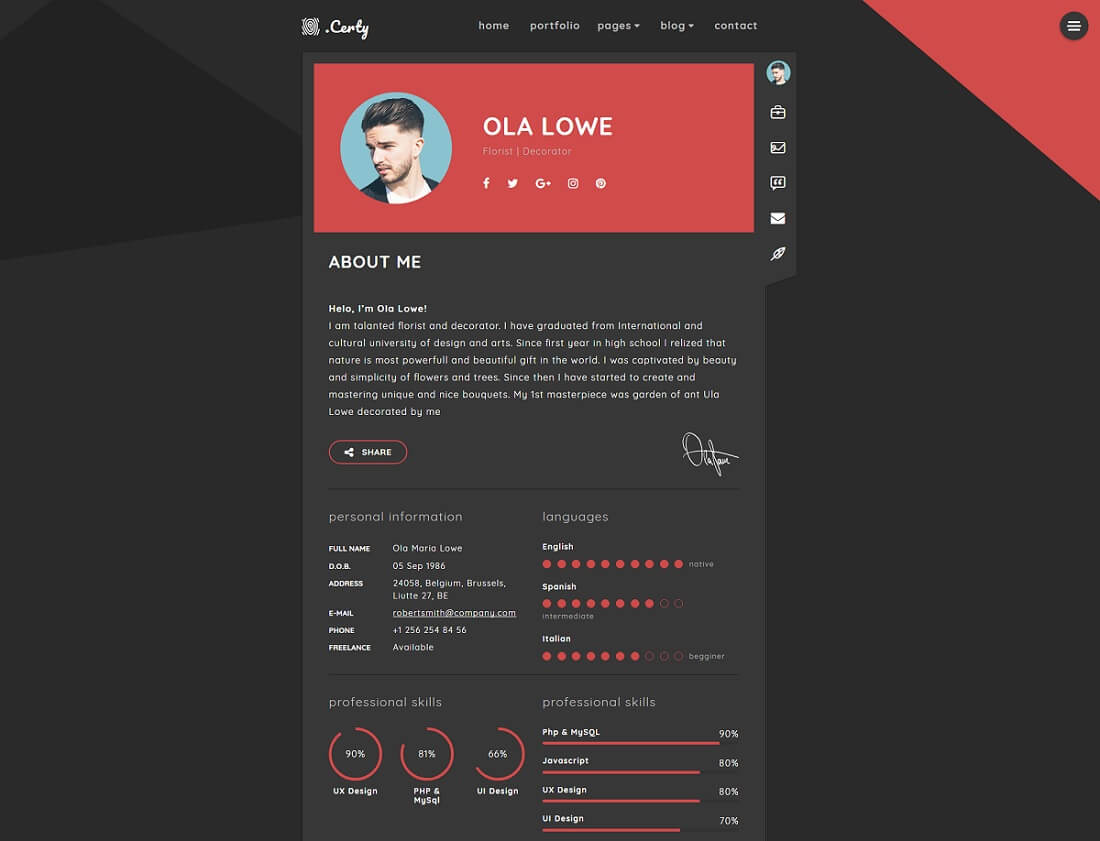 .Certy
home portfolio pages blog contact
OLA LOWE
Florist | Decorator
ABOUT ME
Helo, I'm Ola Lowe!
I am talanted florist and decorator. I have graduated from International and
cultural university of design and arts. Since first year in high school I relized that
nature is most powerfull and beautiful gift in the world. I was captivated by beauty
and simplicity of flowers and trees. Since then I have started to create and
mastering unique and nice bouquets. My 1st masterpiece was garden of ant Ula
Lowe decorated by me
SHARE
personal information
FULL NAME Ola Maria Lowe
D.O.B. 05 Sep 1986
ADDRESS 24058, Belgium, Brussels,
Liutte 27, BE
E-MAIL robertsmith@company.com
PHONE +1 256 254 84 56
FREELANCE Available
languages
English
native
Spanish
intermediate
Italian
begginer
professional skills
90% 81% 66%
UX Design PHP & UI Design
MySql
professional skills
Php & MySQL 90%
Javascript 80%
UX Design 80%
UI Design 70%